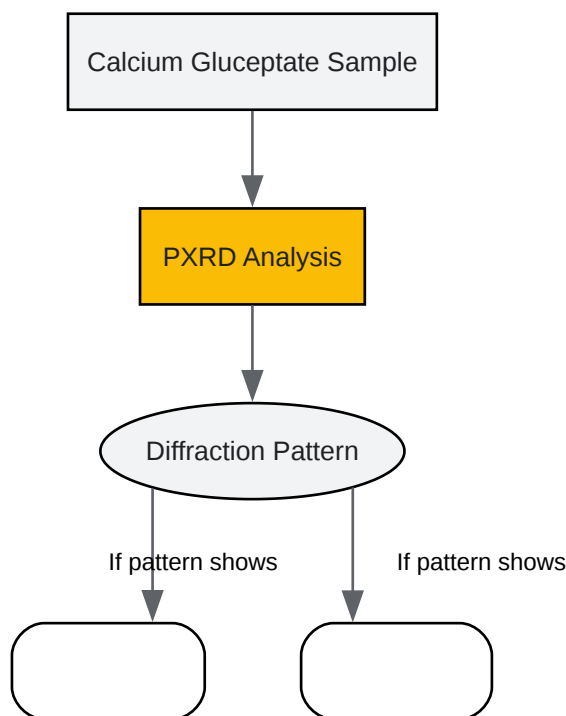 Calcium Gluceptate Sample
PXRD Analysis
Diffraction Pattern
If pattern shows
If pattern shows